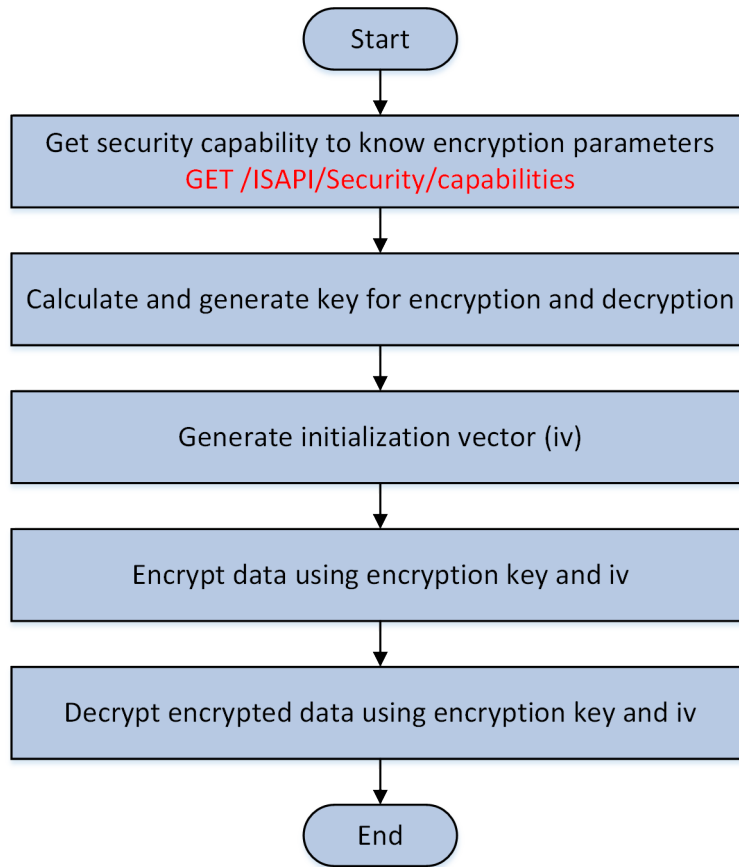 Start
Get security capability to know encryption parameters
GET /ISAPI/Security/capabilities
Calculate and generate key for encryption and decryption
Generate initialization vector (iv)
Encrypt data using encryption key and iv
Decrypt encrypted data using encryption key and iv
End